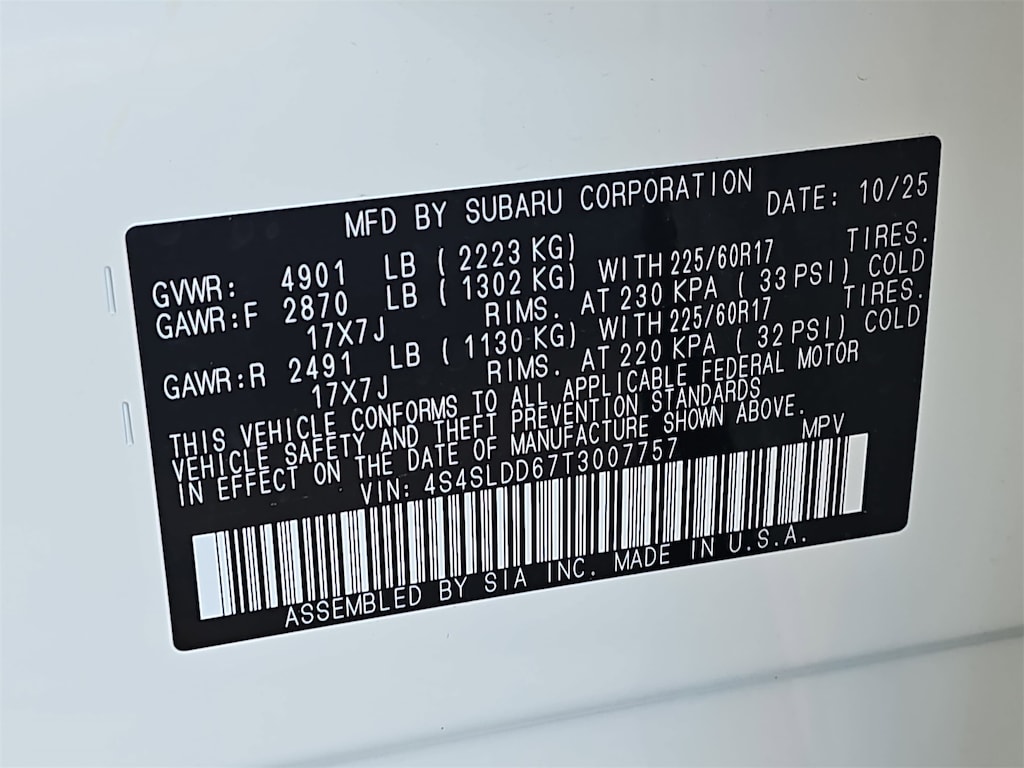 MFD BY SUBARU CORPORATION DATE: 10/25
GVWR: 4901 LB ( 2223 KG)
GAWR:F 2870 LB ( 1302 KG) WITH 225/60R17 TIRES.
17X7J RIMS. AT 230 KPA ( 33 PSI) COLD
GAWR:R 2491 LB ( 1130 KG) WITH 225/60R17 TIRES.
17X7J RIMS. AT 220 KPA ( 32 PSI) COLD
THIS VEHICLE CONFORMS TO ALL APPLICABLE FEDERAL MOTOR
VEHICLE SAFETY AND THEFT PREVENTION STANDARDS
IN EFFECT ON THE DATE OF MANUFACTURE SHOWN ABOVE.
VIN: 4S4SLDD67T3007757 MPV
ASSEMBLED BY SIA INC. MADE IN U.S.A.